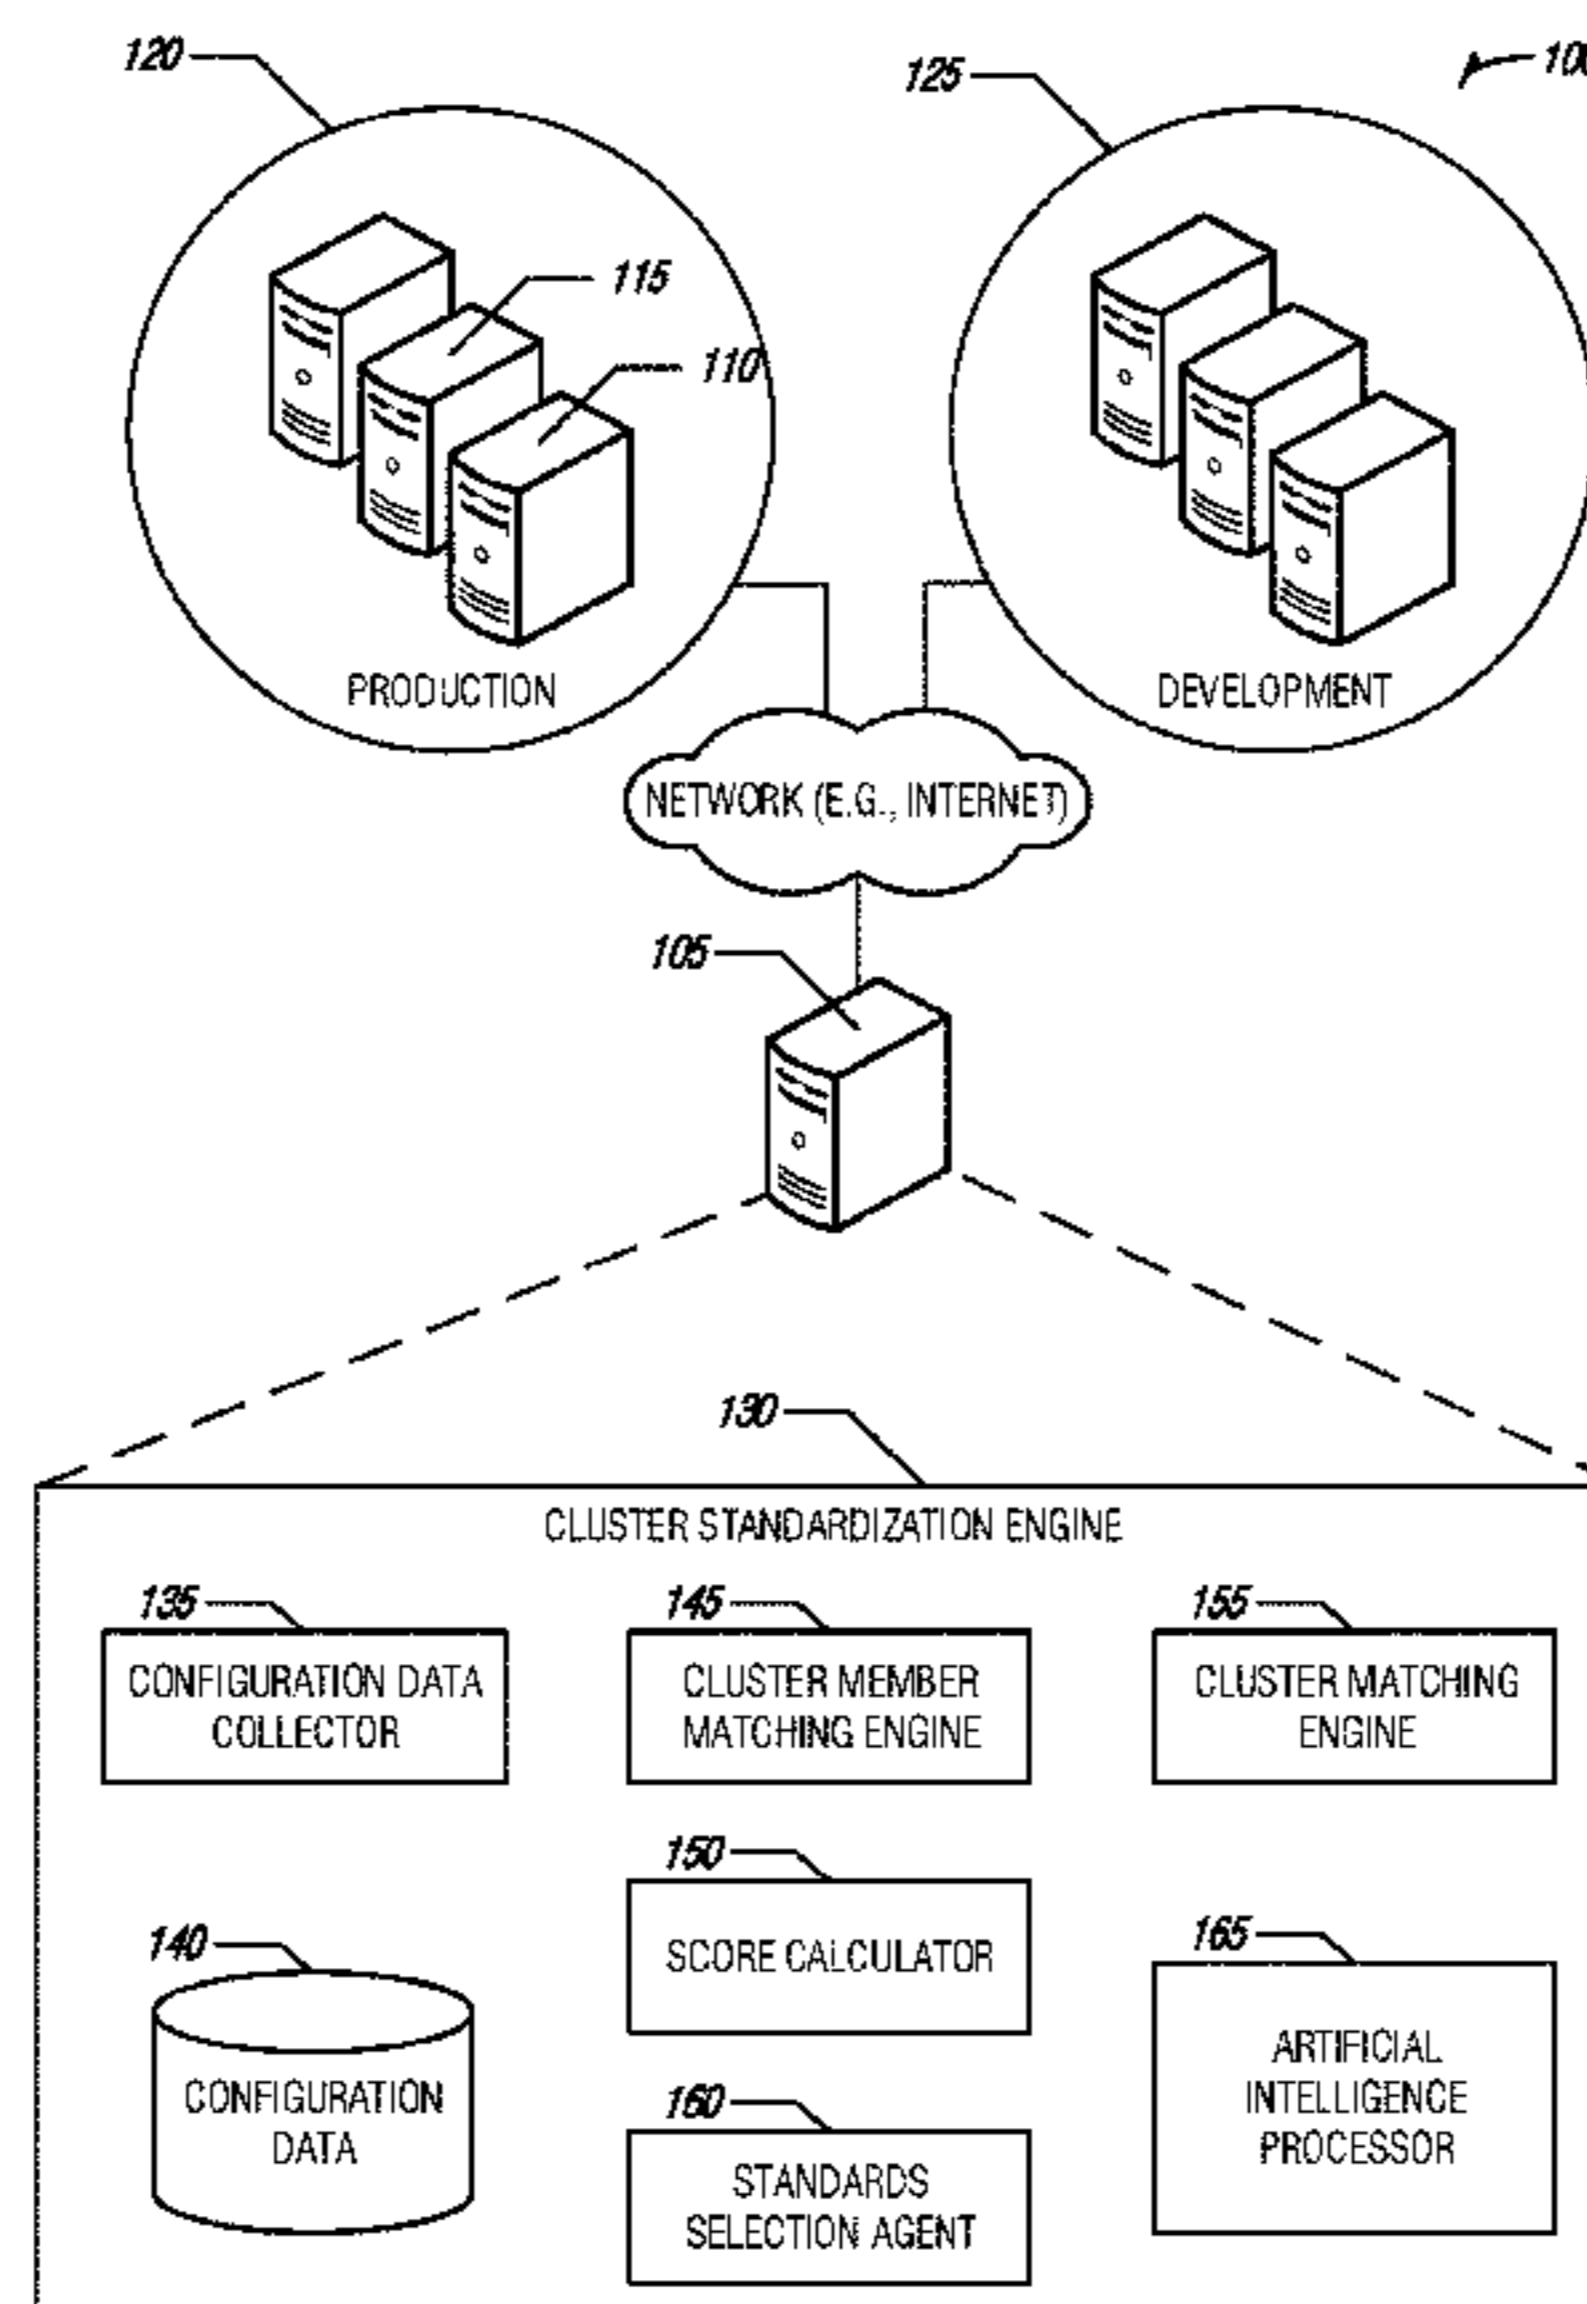 120
125
100
115
110
PRODUCTION
DEVELOPMENT
NETWORK (E.G., INTERNET)
105
130
CLUSTER STANDARDIZATION ENGINE
135
CONFIGURATION DATA
COLLECTOR
145
CLUSTER MEMBER
MATCHING ENGINE
155
CLUSTER MATCHING
ENGINE
150
SCORE CALCULATOR
140
CONFIGURATION
DATA
165
ARTIFICIAL
INTELLIGENCE
PROCESSOR
160
STANDARDS
SELECTION AGENT